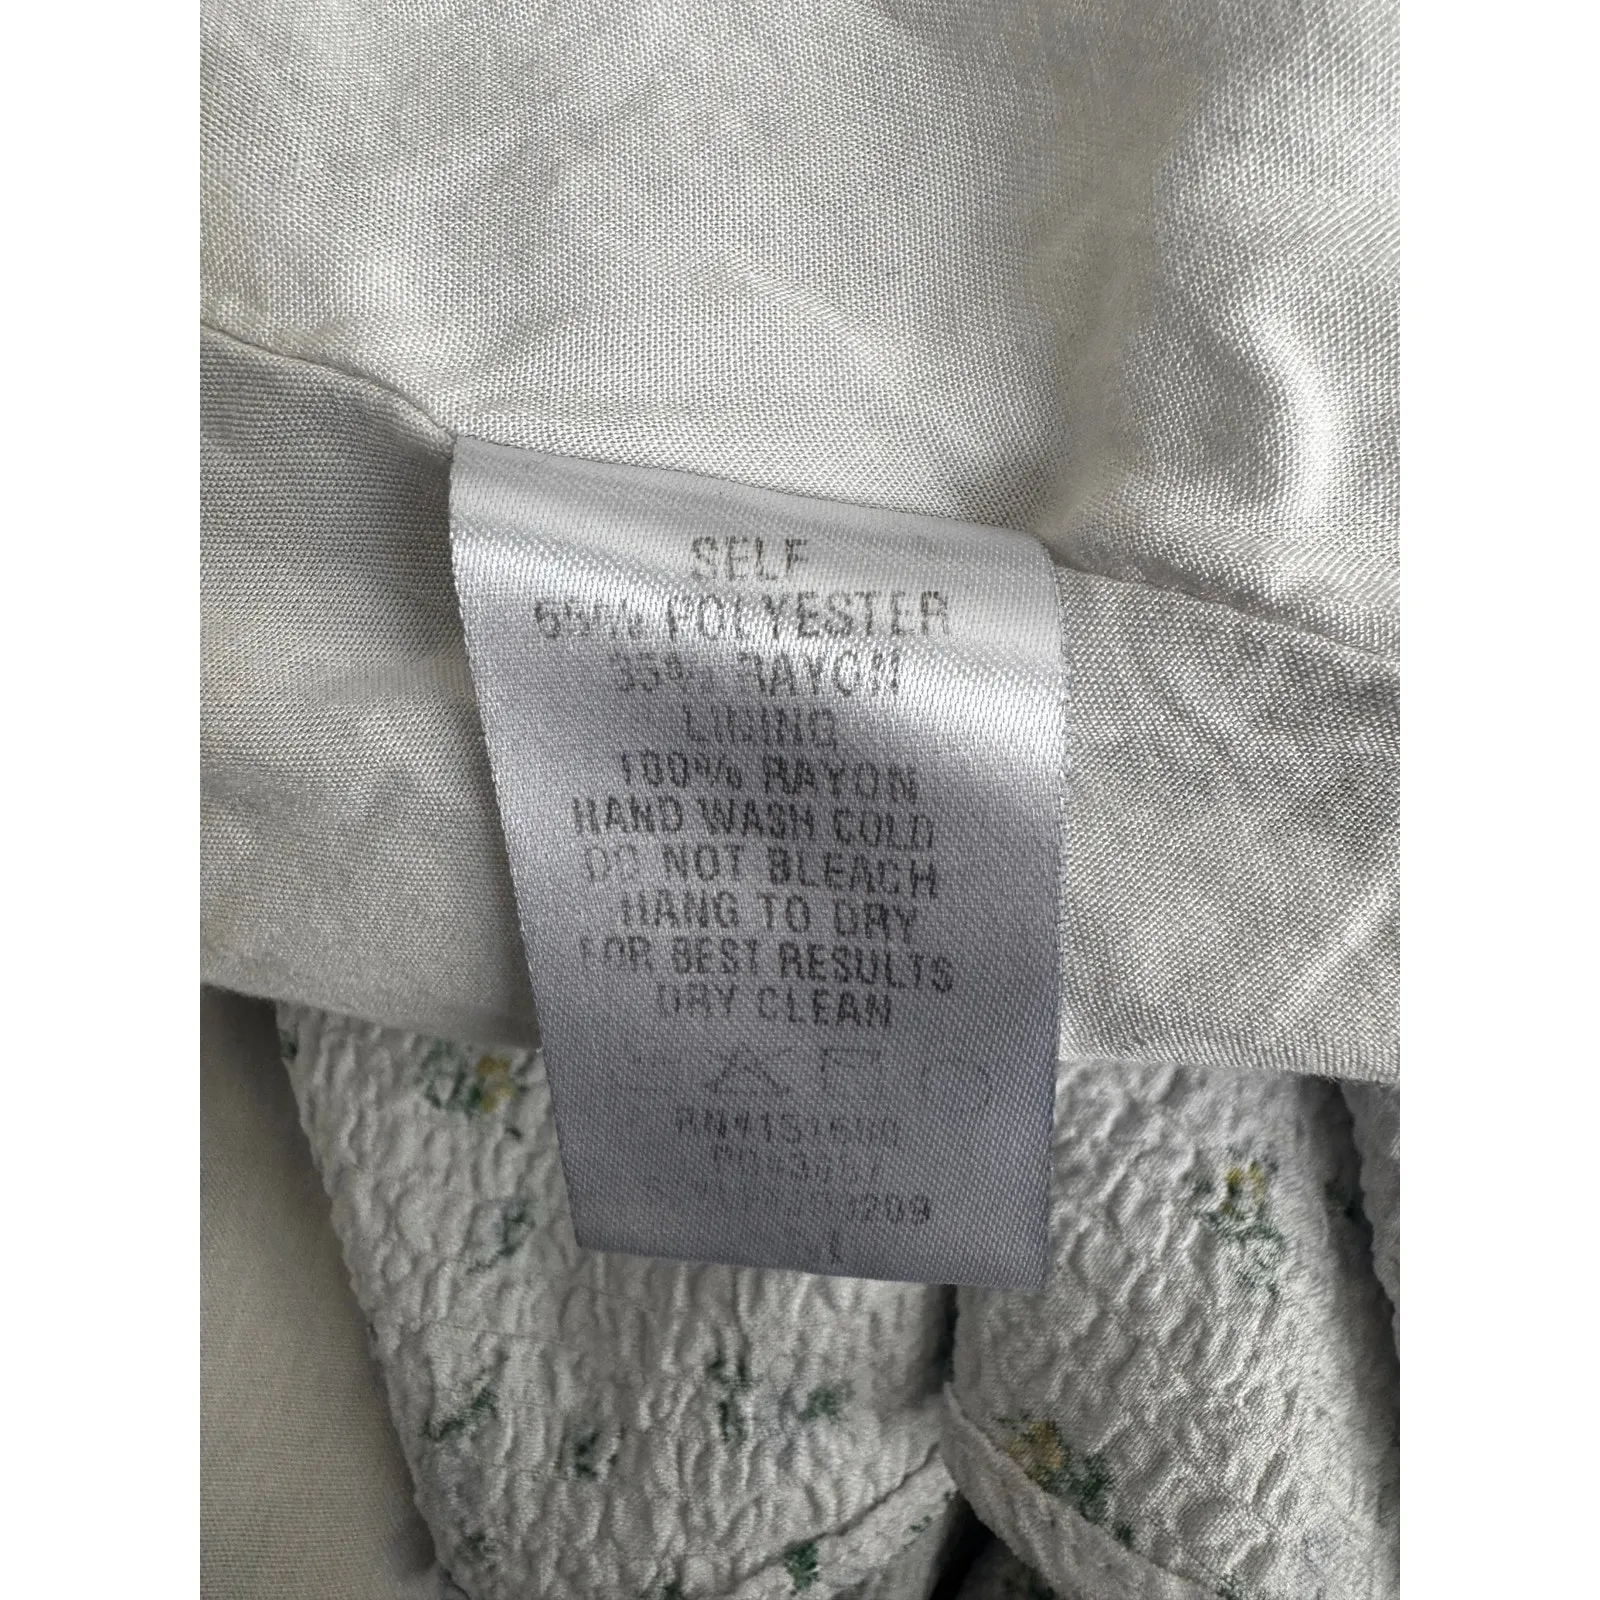 SELF
65% POLYESTER
35% RAYON
LINING
100% RAYON
HAND WASH COLD
DO NOT BLEACH
HANG TO DRY
FOR BEST RESULTS
DRY CLEAN